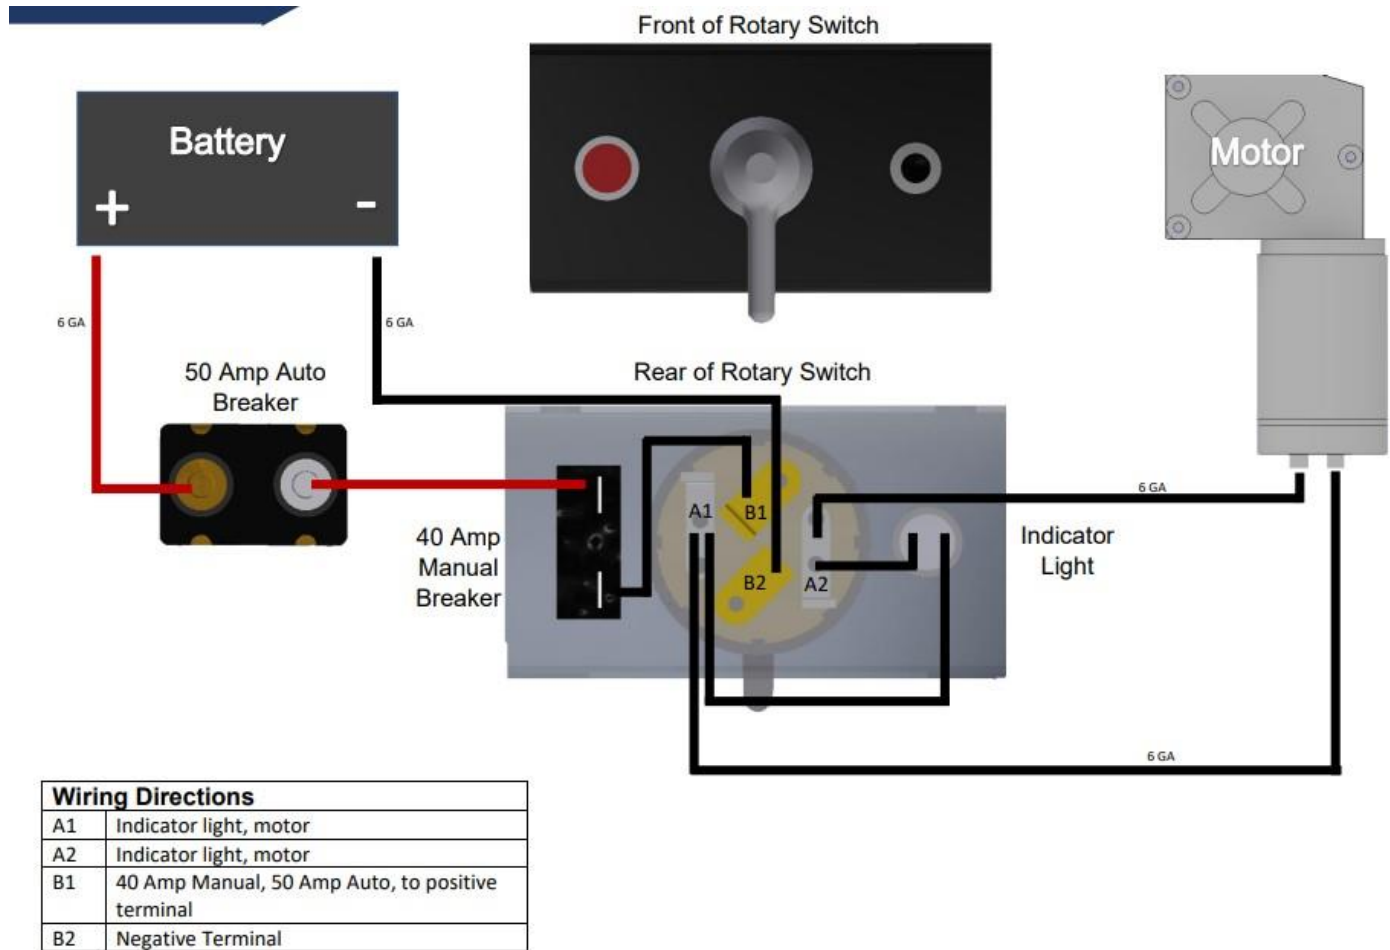 Front of Rotary Switch
Battery
+ -
Motor
6 GA
6 GA
50 Amp Auto
Breaker
Rear of Rotary Switch
A1
B1
B2
A2
40 Amp
Manual
Breaker
6 GA
Indicator
Light
6 GA
Wiring Directions
A1 Indicator light, motor
A2 Indicator light, motor
B1 40 Amp Manual, 50 Amp Auto, to positive
terminal
B2 Negative Terminal